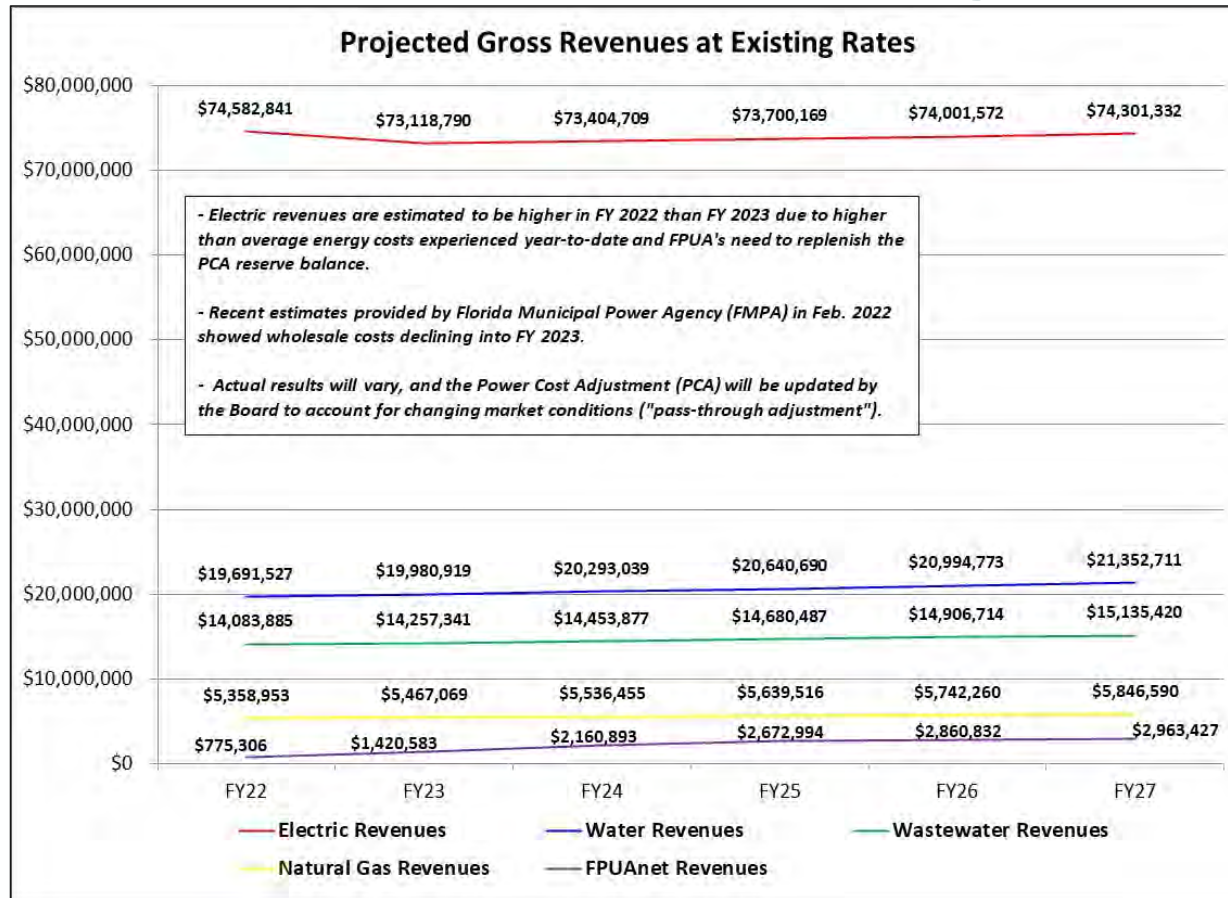 Projected Gross Revenues at Existing Rates
$80,000,000
$74,582,841 $73,118,790 $73,404,709 $73,700,169 $74,001,572 $74,301,332
$70,000,000
- Electric revenues are estimated to be higher in FY 2022 than FY 2023 due to higher
than average energy costs experienced year-to-date and FPUA's need to replenish the
PCA reserve balance.
$60,000,000
- Recent estimates provided by Florida Municipal Power Agency (FMPA) in Feb. 2022
showed wholesale costs declining into FY 2023.
$50,000,000
- Actual results will vary, and the Power Cost Adjustment (PCA) will be updated by
the Board to account for changing market conditions ("pass-through adjustment").
$40,000,000
$30,000,000
$19,691,527 $19,980,919 $20,293,039 $20,640,690 $20,994,773 $21,352,711
$20,000,000
$14,083,885 $14,257,341 $14,453,877 $14,680,487 $14,906,714 $15,135,420
$10,000,000
$5,358,953 $5,467,069 $5,536,455 $5,639,516 $5,742,260 $5,846,590
$775,306 $1,420,583 $2,160,893 $2,672,994 $2,860,832 $2,963,427
$0
FY22 FY23 FY24 FY25 FY26 FY27
Electric Revenues Water Revenues Wastewater Revenues
Natural Gas Revenues FPUAnet Revenues